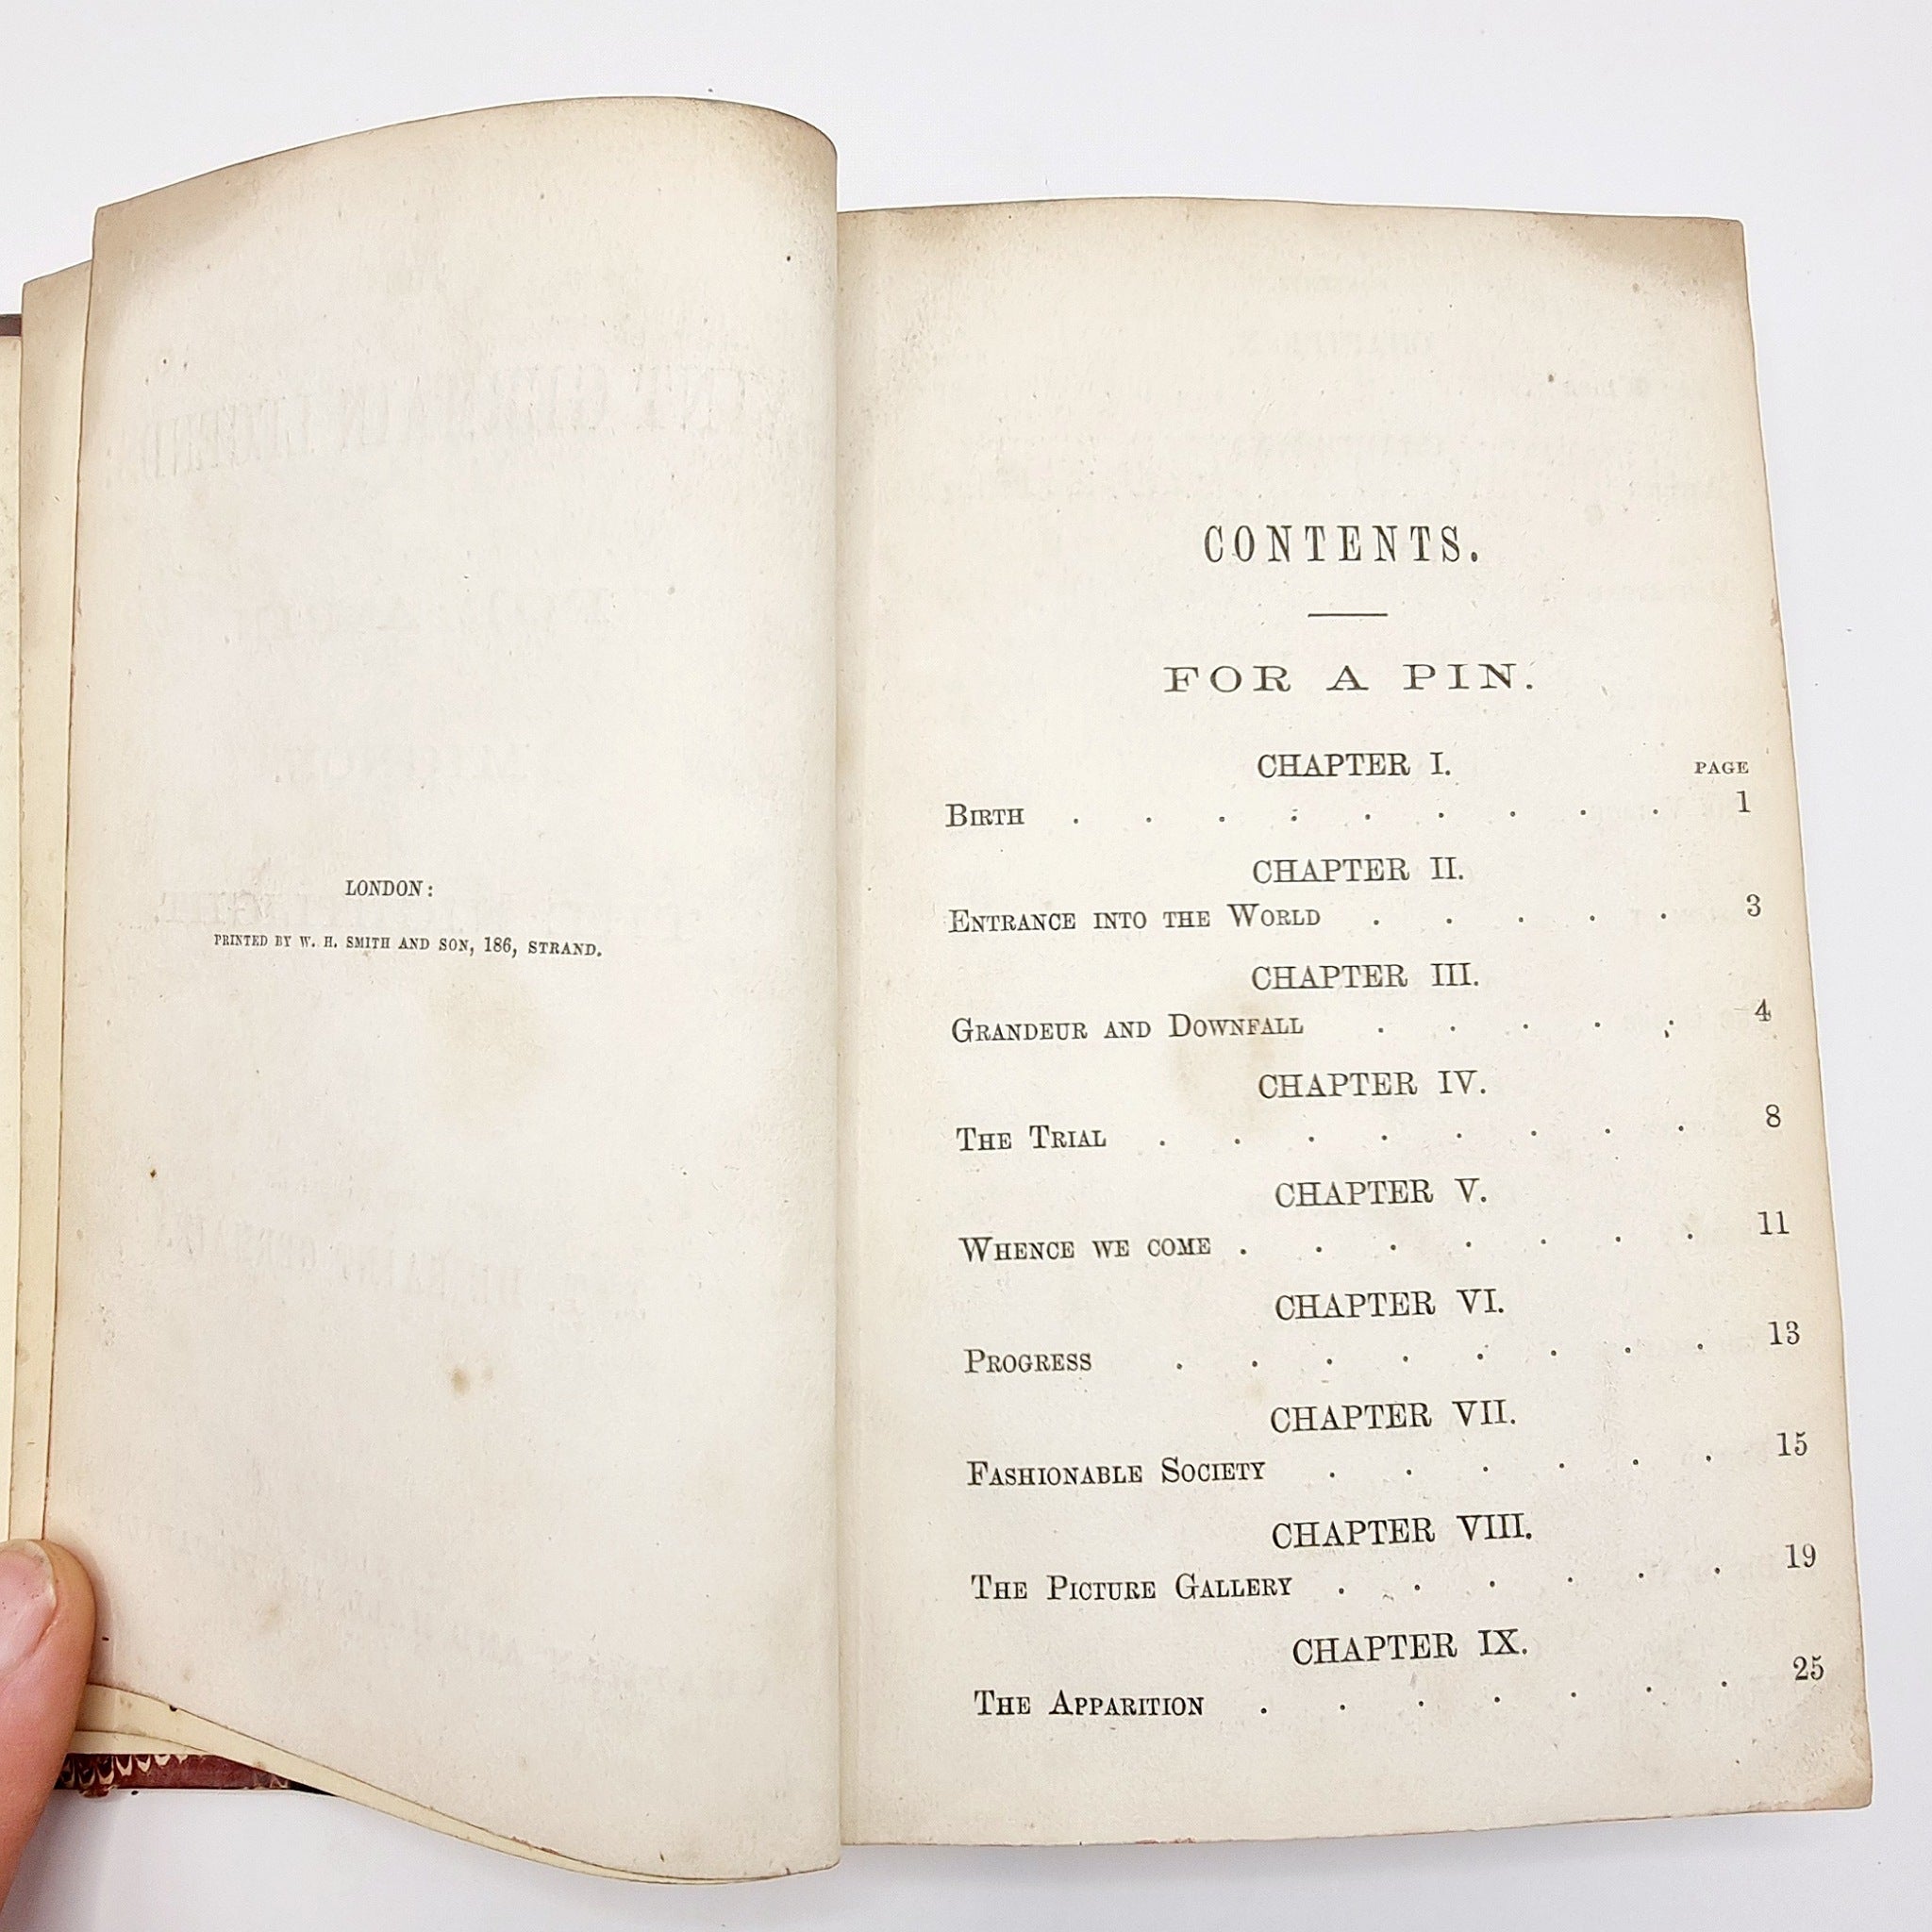 LONDON:
PRINTED BY W. H. SMITH AND SON, 186, STRAND.
CONTENTS.
FOR A PIN.
CHAPTER I.
PAGE
BIRTH . . . . . . . . . 1
CHAPTER II.
ENTRANCE INTO THE WORLD . . . . . 3
CHAPTER III.
GRANDEUR AND DOWNFALL . . . . . 4
CHAPTER IV.
THE TRIAL . . . . . . . . 8
CHAPTER V.
WHENCE WE COME . . . . . . . 11
CHAPTER VI.
PROGRESS . . . . . . . . 13
CHAPTER VII.
FASHIONABLE SOCIETY . . . . . . 15
CHAPTER VIII.
THE PICTURE GALLERY . . . . . . 19
CHAPTER IX.
THE APPARITION . . . . . . . 25